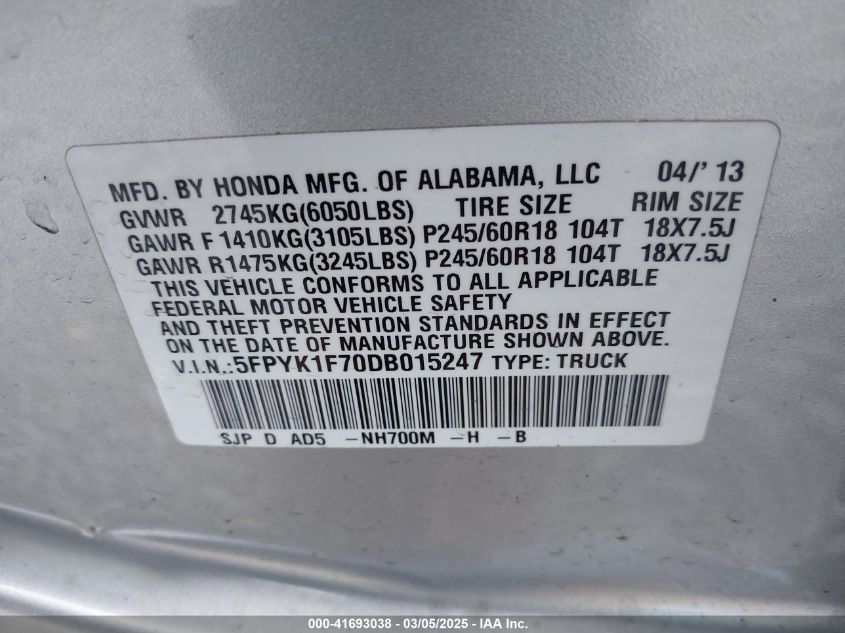 MFD. BY HONDA MFG. OF ALABAMA, LLC 04/' 13
GVWR 2745KG(6050LBS) TIRE SIZE RIM SIZE
GAWR F1410KG(3105LBS) P245/60R18 104T 18X7.5J
GAWR R1475KG(3245LBS) P245/60R18 104T 18X7.5J
THIS VEHICLE CONFORMS TO ALL APPLICABLE
FEDERAL MOTOR VEHICLE SAFETY
AND THEFT PREVENTION STANDARDS IN EFFECT
ON THE DATE OF MANUFACTURE SHOWN ABOVE.
V.I.N.:5FPYK1F70DB015247 TYPE: TRUCK
SJP D AD5 -NH700M -H -B
000-41693038 - 03/05/2025 - IAA Inc.